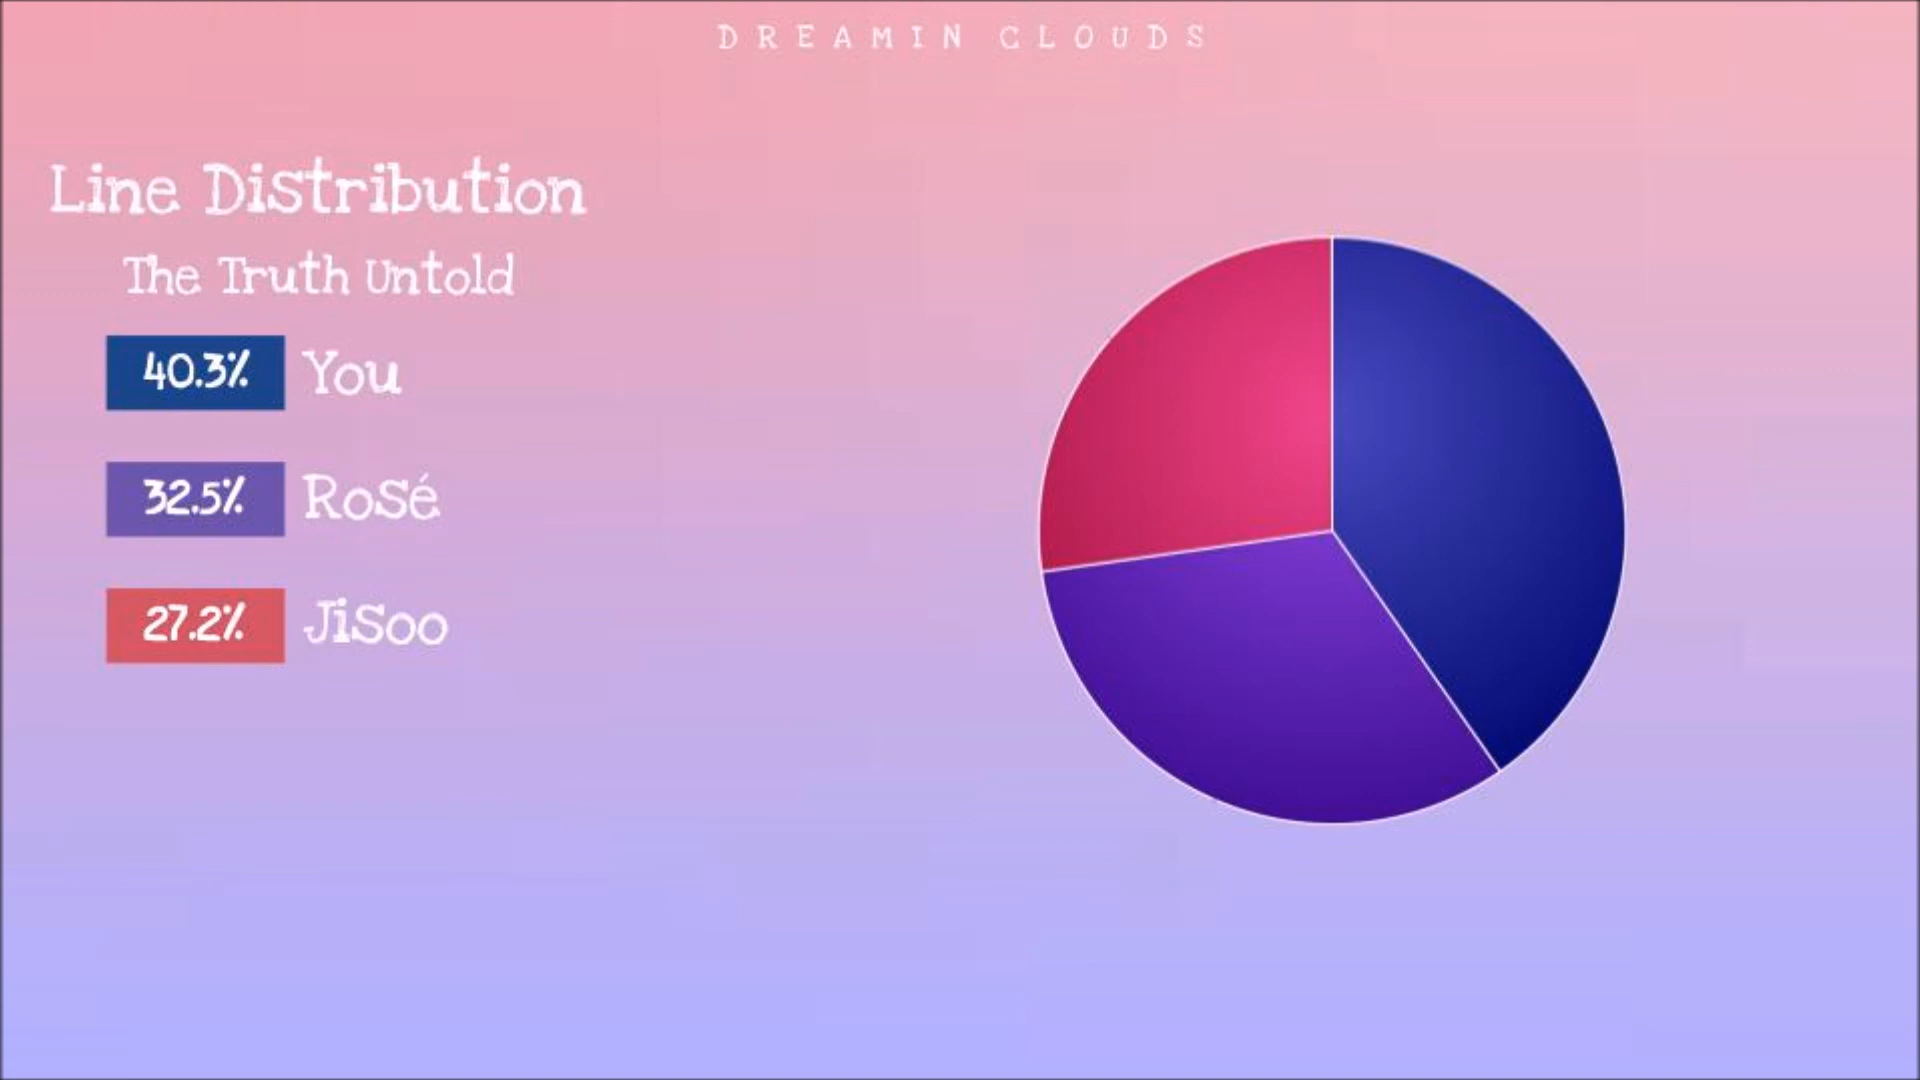 DREAMIN CLOUDS
Line Distribution
The Truth Untold
40.3% You
32.5% Rosé
27.2% Jisoo